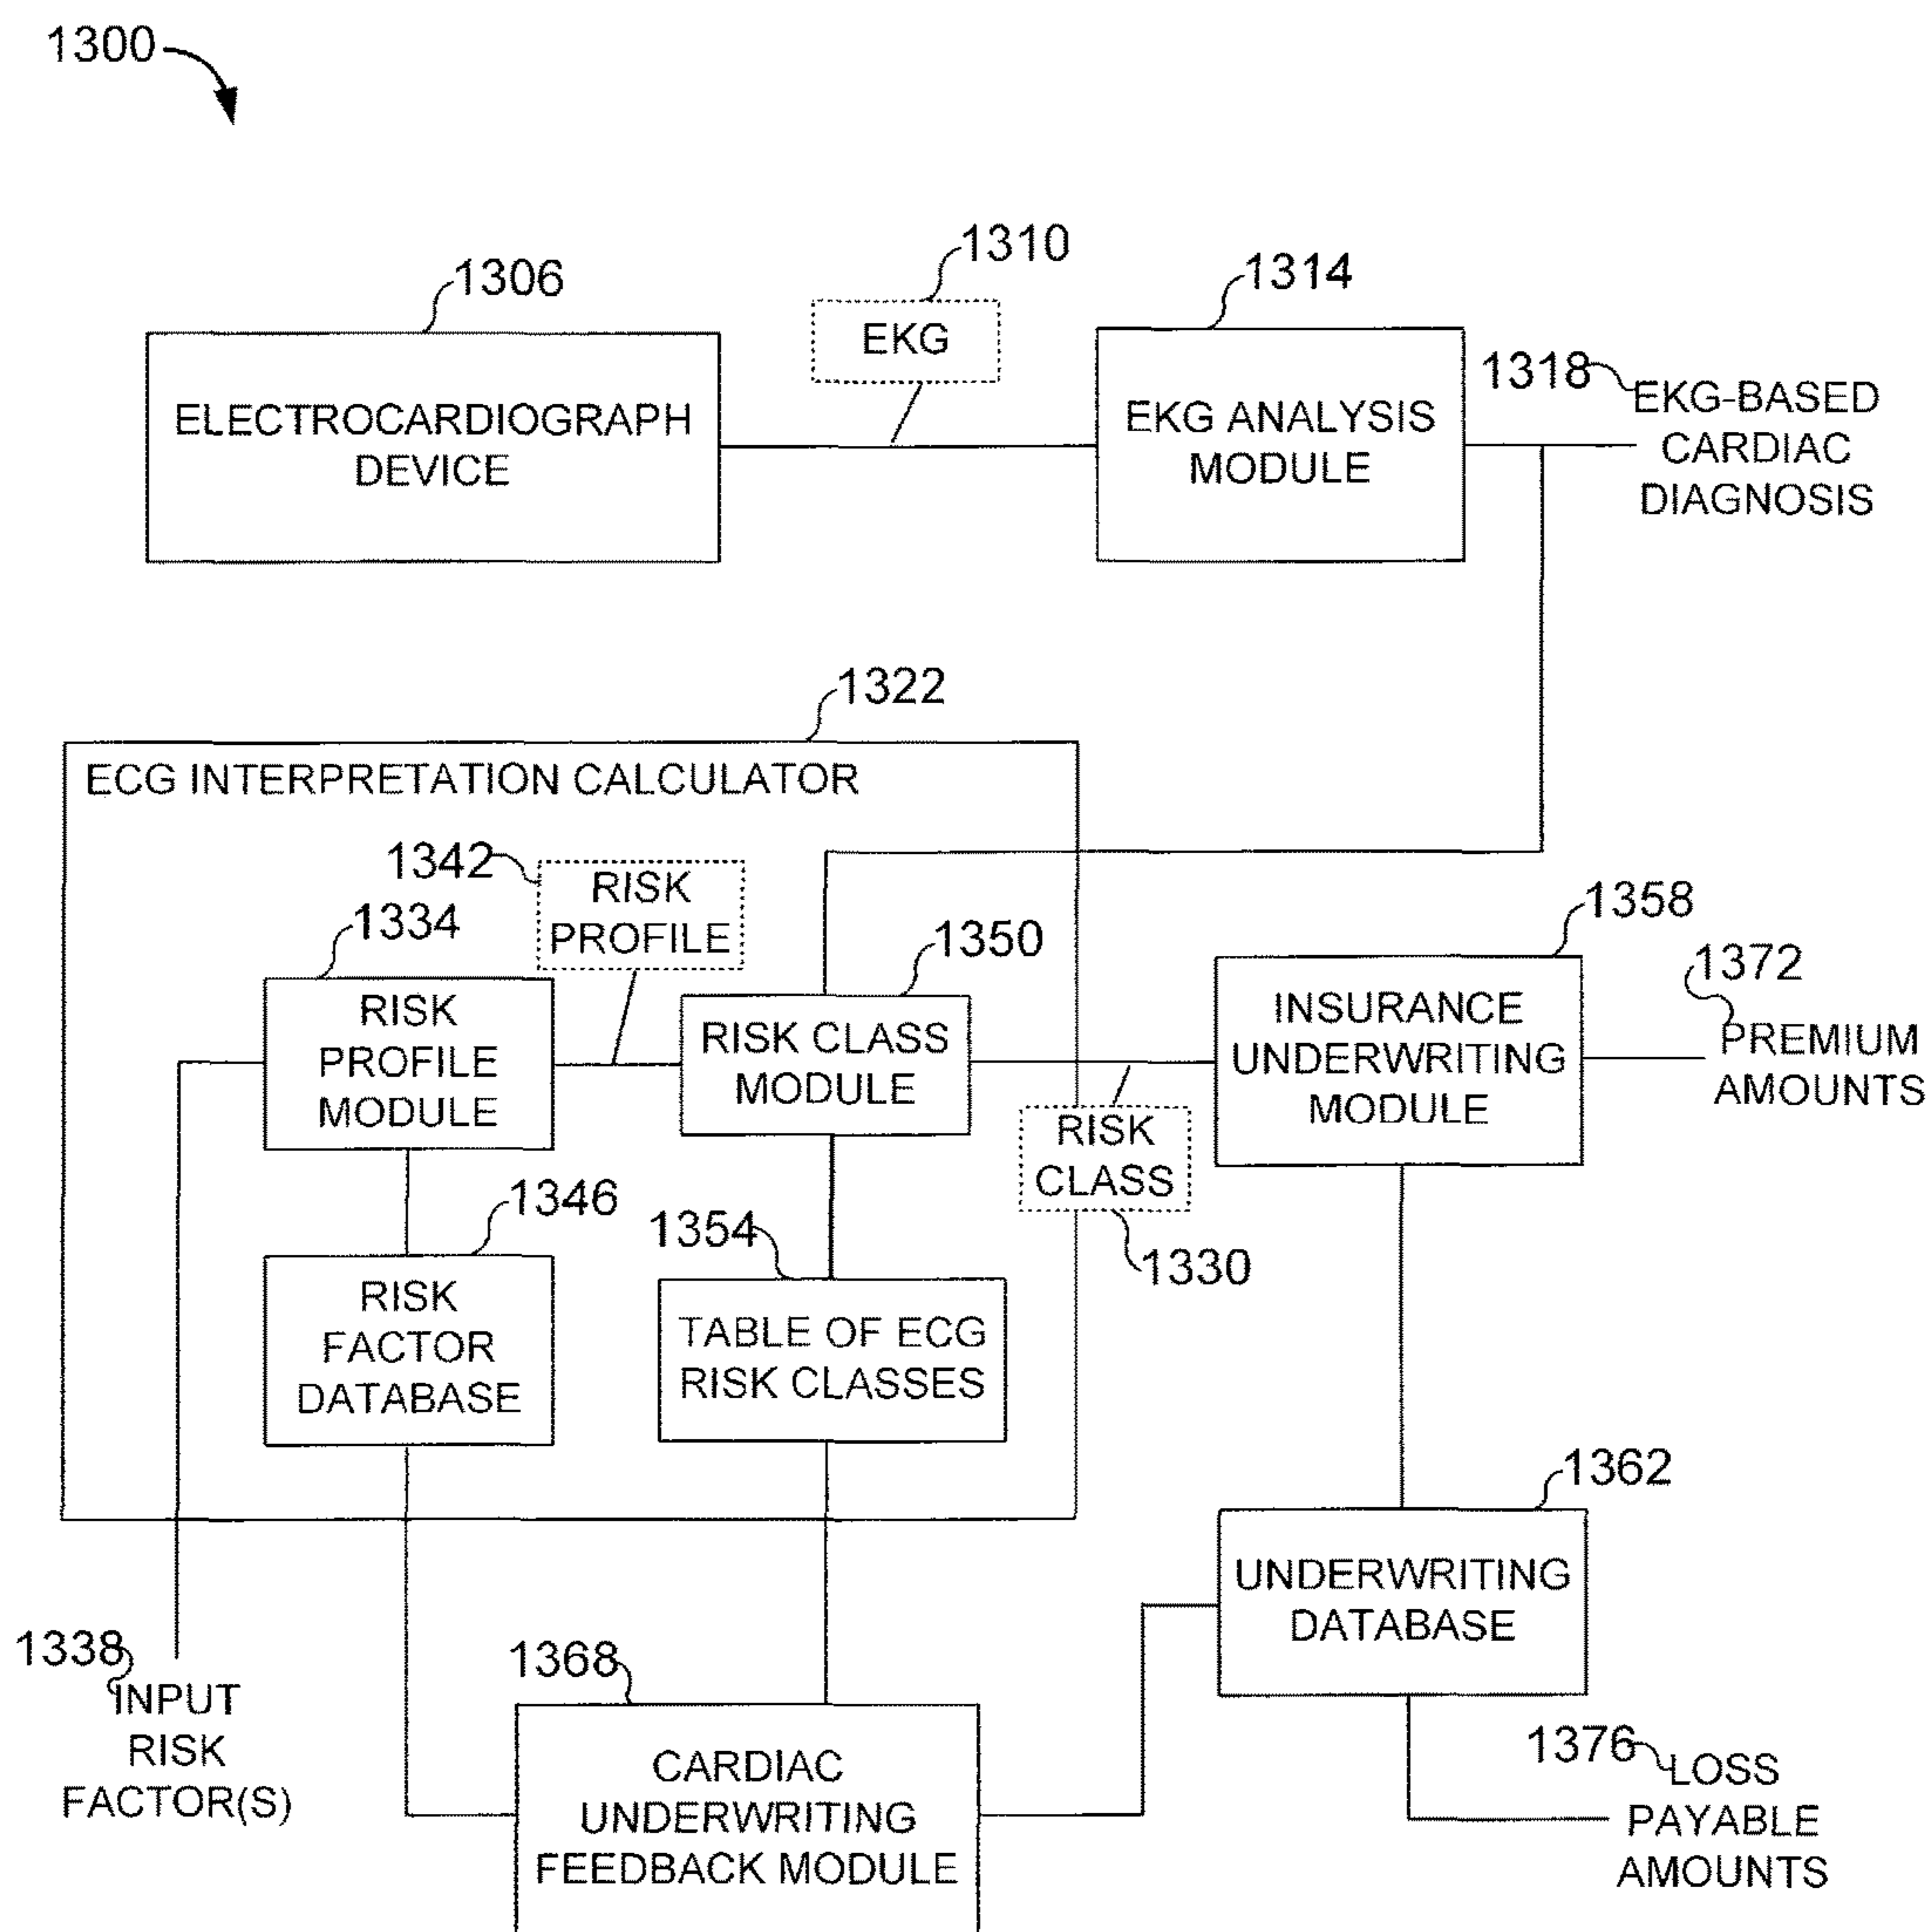 1300
1310
1306
1314
EKG
1318
ELECTROCARDIOGRAPH
DEVICE
EKG ANALYSIS
MODULE
EKG-BASED
CARDIAC
DIAGNOSIS
1322
ECG INTERPRETATION CALCULATOR
1342
RISK
PROFILE
1334
1350
1358
1372
RISK
PROFILE
MODULE
RISK CLASS
MODULE
INSURANCE
UNDERWRITING
MODULE
PREMIUM
AMOUNTS
RISK
CLASS
1330
1346
1354
RISK
FACTOR
DATABASE
TABLE OF ECG
RISK CLASSES
1362
UNDERWRITING
DATABASE
1338
INPUT
RISK
FACTOR(S)
1368
CARDIAC
UNDERWRITING
FEEDBACK MODULE
1376
LOSS
PAYABLE
AMOUNTS